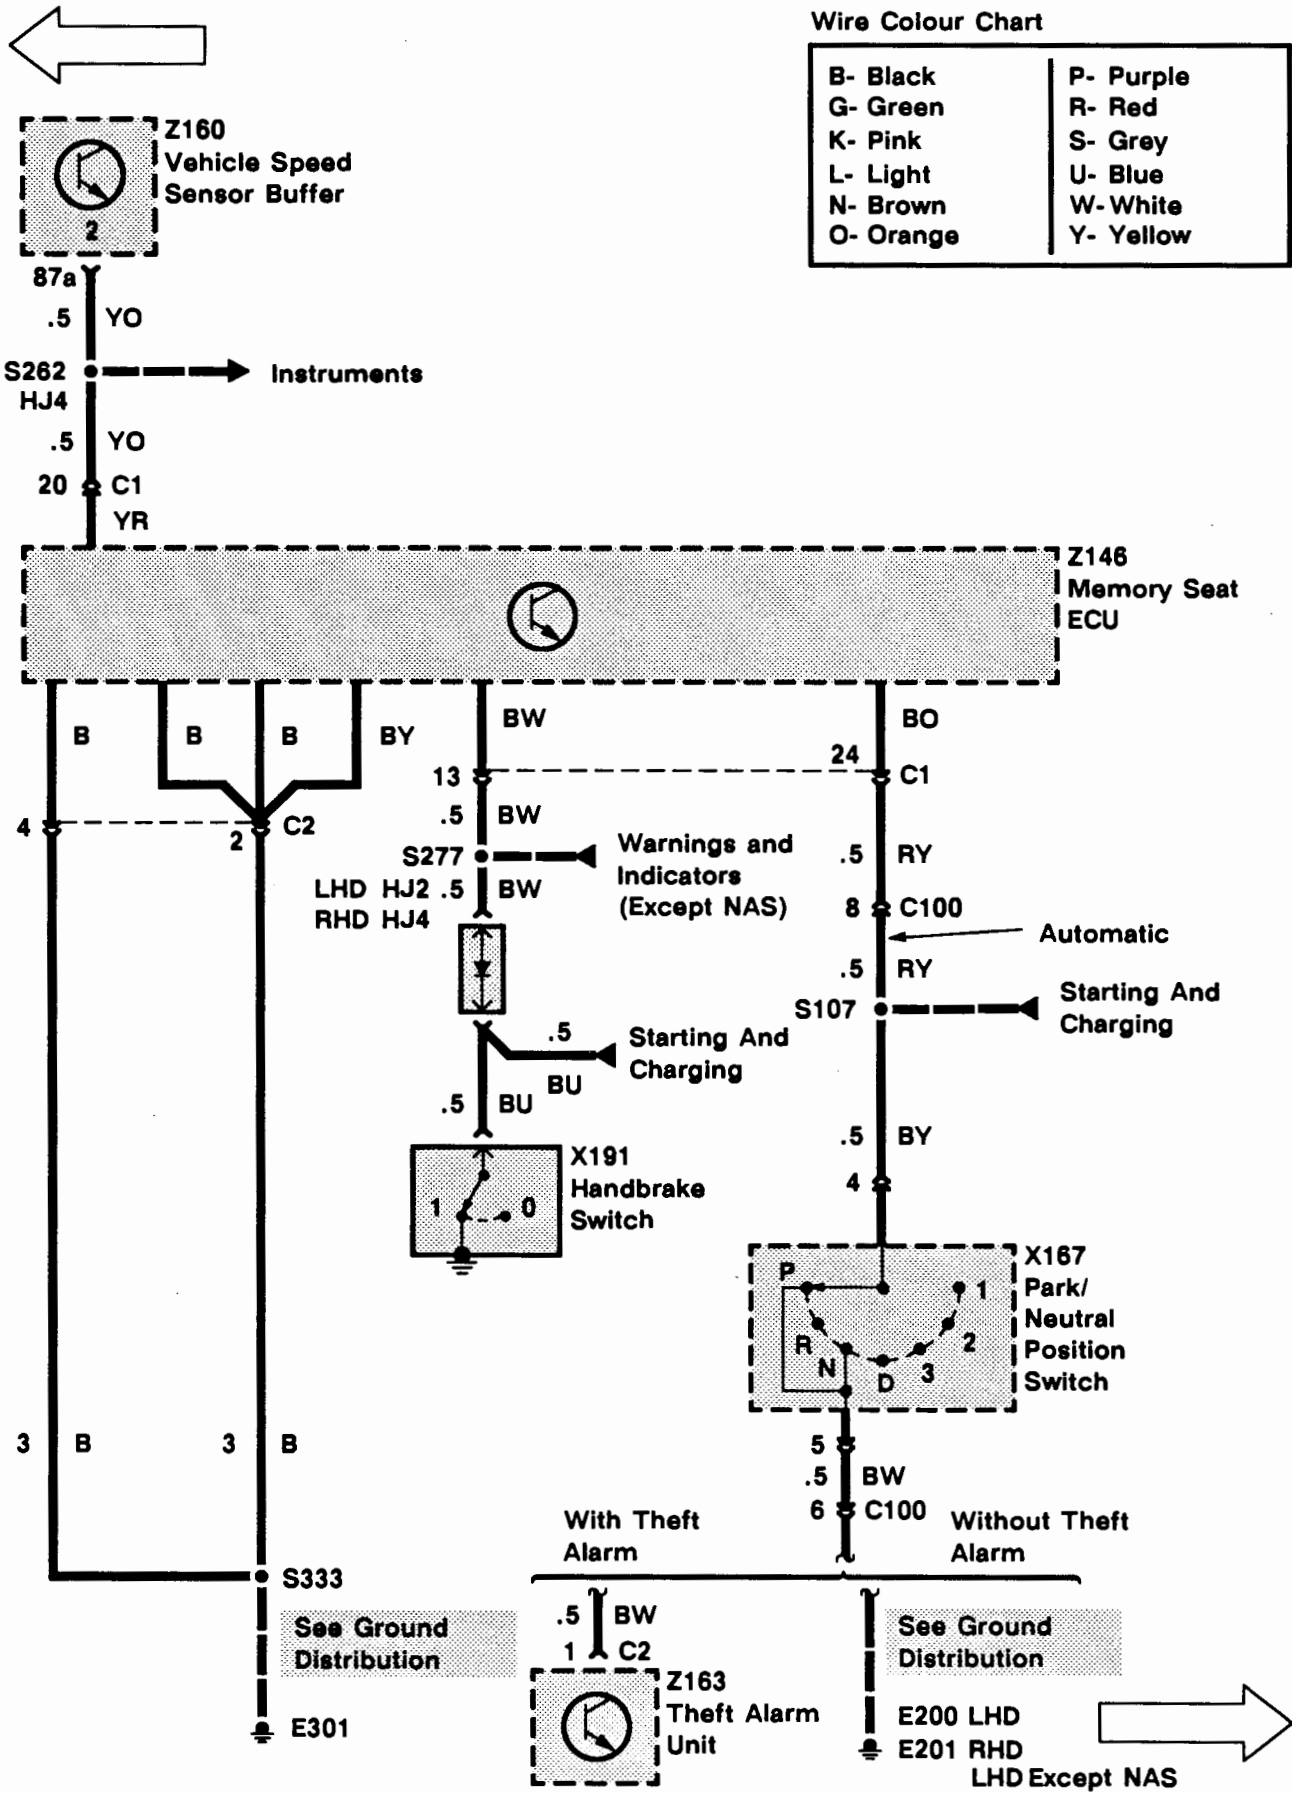 Wire Colour Chart
B- Black
G- Green
K- Pink
L- Light
N- Brown
O- Orange
P- Purple
R- Red
S- Grey
U- Blue
W- White
Y- Yellow
Z160
Vehicle Speed
Sensor Buffer
2
87a
.5 YO
S262
HJ4
Instruments
.5 YO
20 C1
YR
Z146
Memory Seat
ECU
B B B BY BW BO
13 24 C1
4 2 C2
.5 BW
S277
Warnings and
Indicators
(Except NAS)
LHD HJ2 .5 BW
RHD HJ4
.5 RY
8 C100
Automatic
.5 RY
S107
Starting And
Charging
.5
BU
Starting And
Charging
.5 BU
.5 BY
4
X191
Handbrake
Switch
1 0
X167
Park/
Neutral
Position
Switch
P 1
R 2
N D 3
3 B 3 B
5
.5 BW
6 C100
With Theft
Alarm
Without Theft
Alarm
S333
See Ground
Distribution
E301
.5 BW
1 C2
Z163
Theft Alarm
Unit
See Ground
Distribution
E200 LHD
E201 RHD
LHD Except NAS